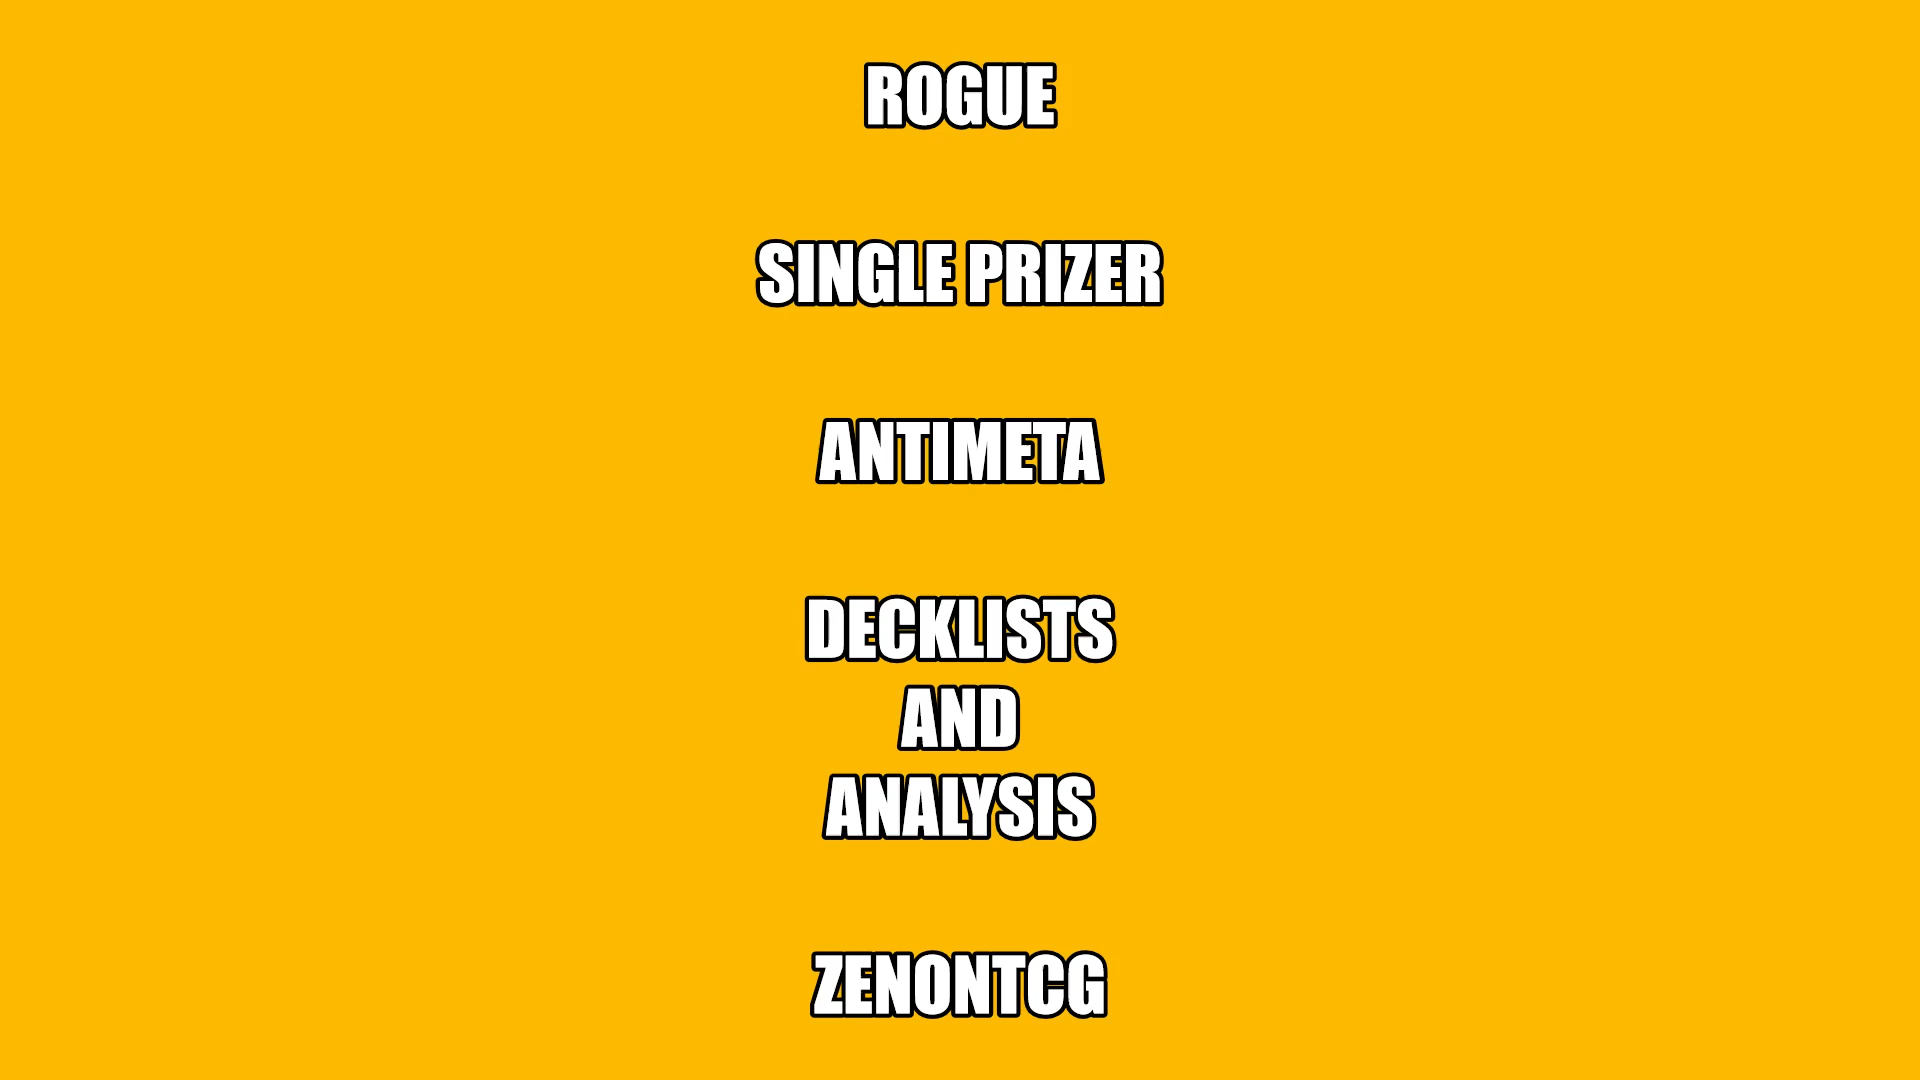 ROGUE
SINGLE PRIZER
ANTIMETA
DECKLISTS
AND
ANALYSIS
ZENONTCG